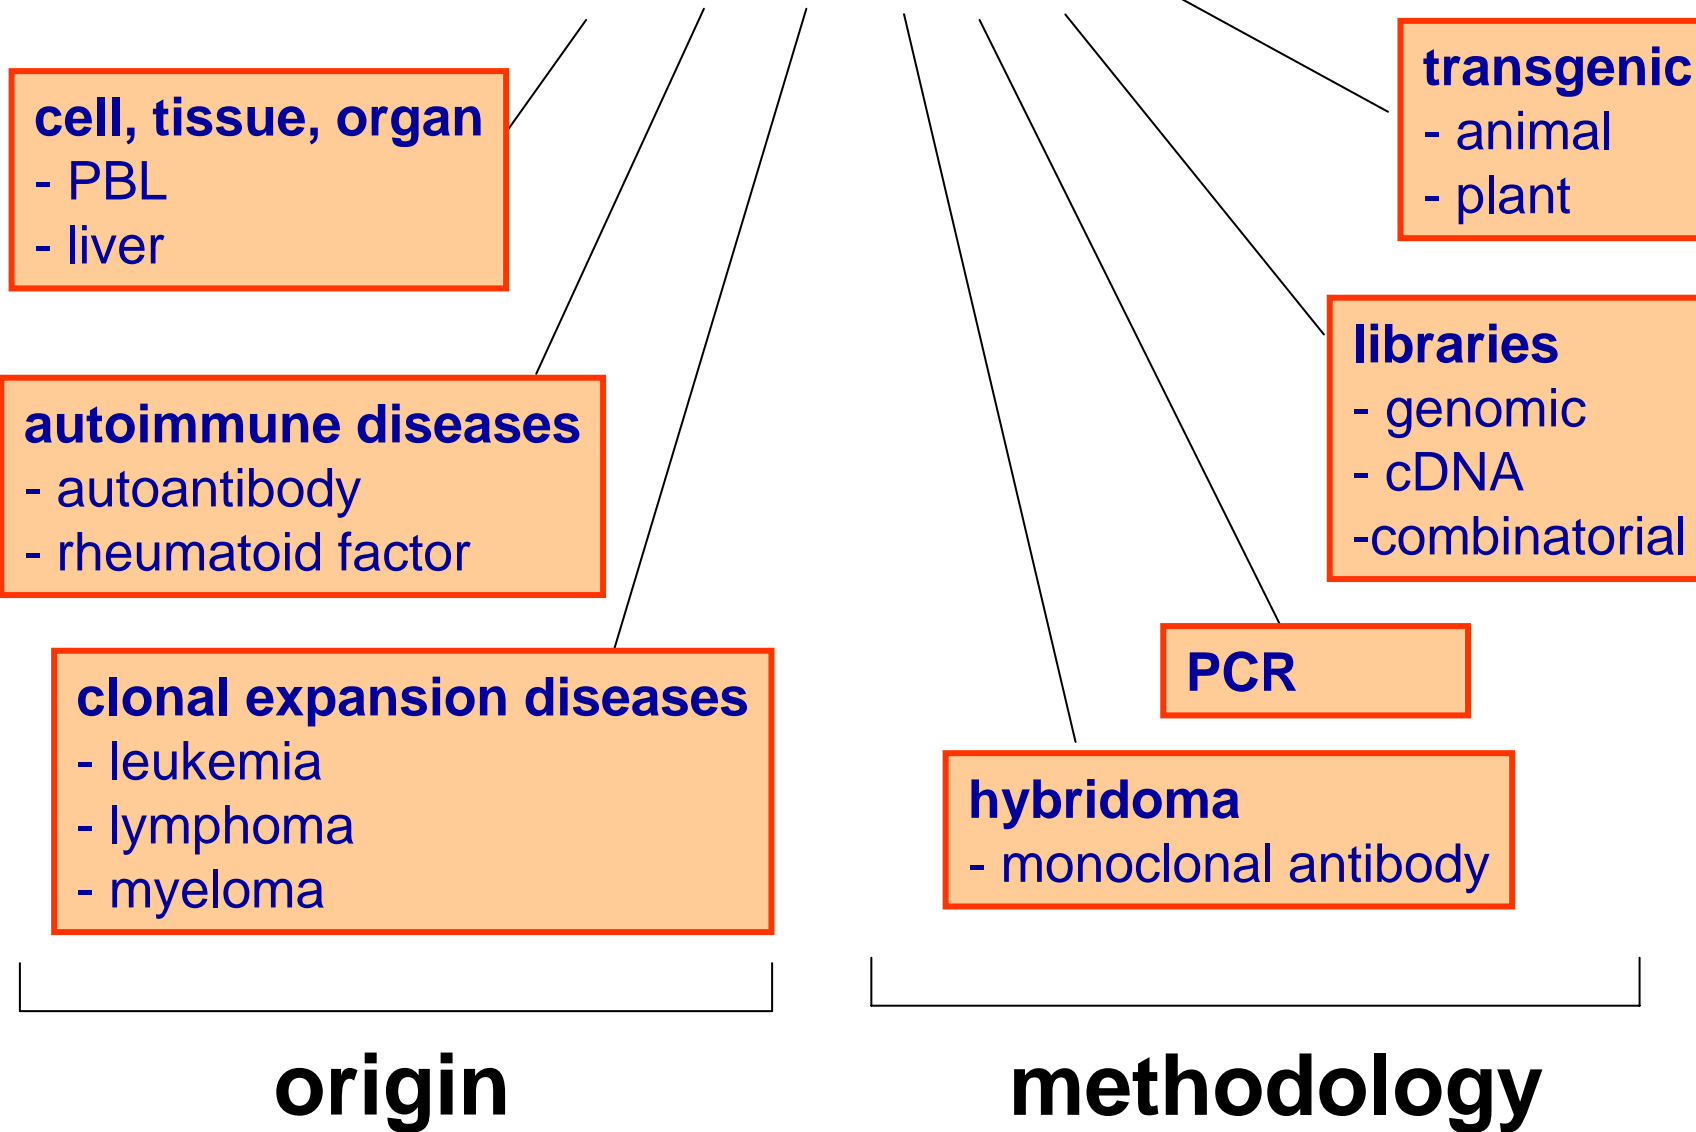 cell, tissue, organ
- PBL
- liver
autoimmune diseases
- autoantibody
- rheumatoid factor
clonal expansion diseases
- leukemia
- lymphoma
- myeloma
origin
transgenic
- animal
- plant
libraries
- genomic
- cDNA
-combinatorial
PCR
hybridoma
- monoclonal antibody
methodology